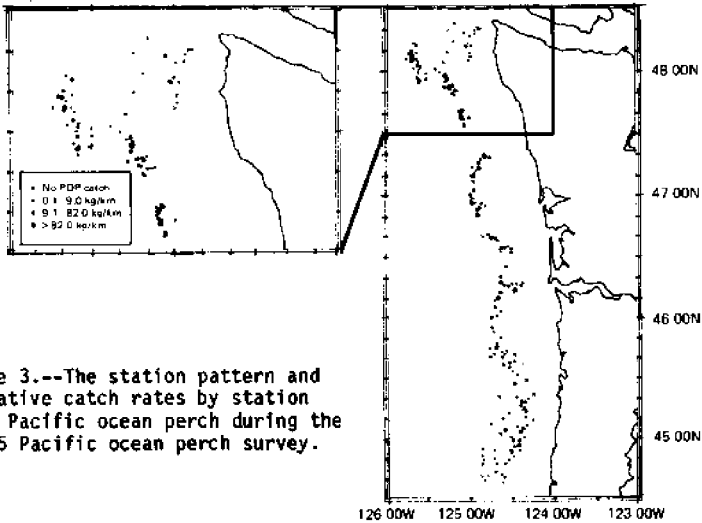 No POP catch
0.1 9.0 kg/km
9.1 82.0 kg/km
>82.0 kg/km
48 00N
47 00N
46 00N
45 00N
126 00W 125 00W 124 00W 123 00W
e 3.--The station pattern and
ative catch rates by station
Pacific ocean perch during the
5 Pacific ocean perch survey.